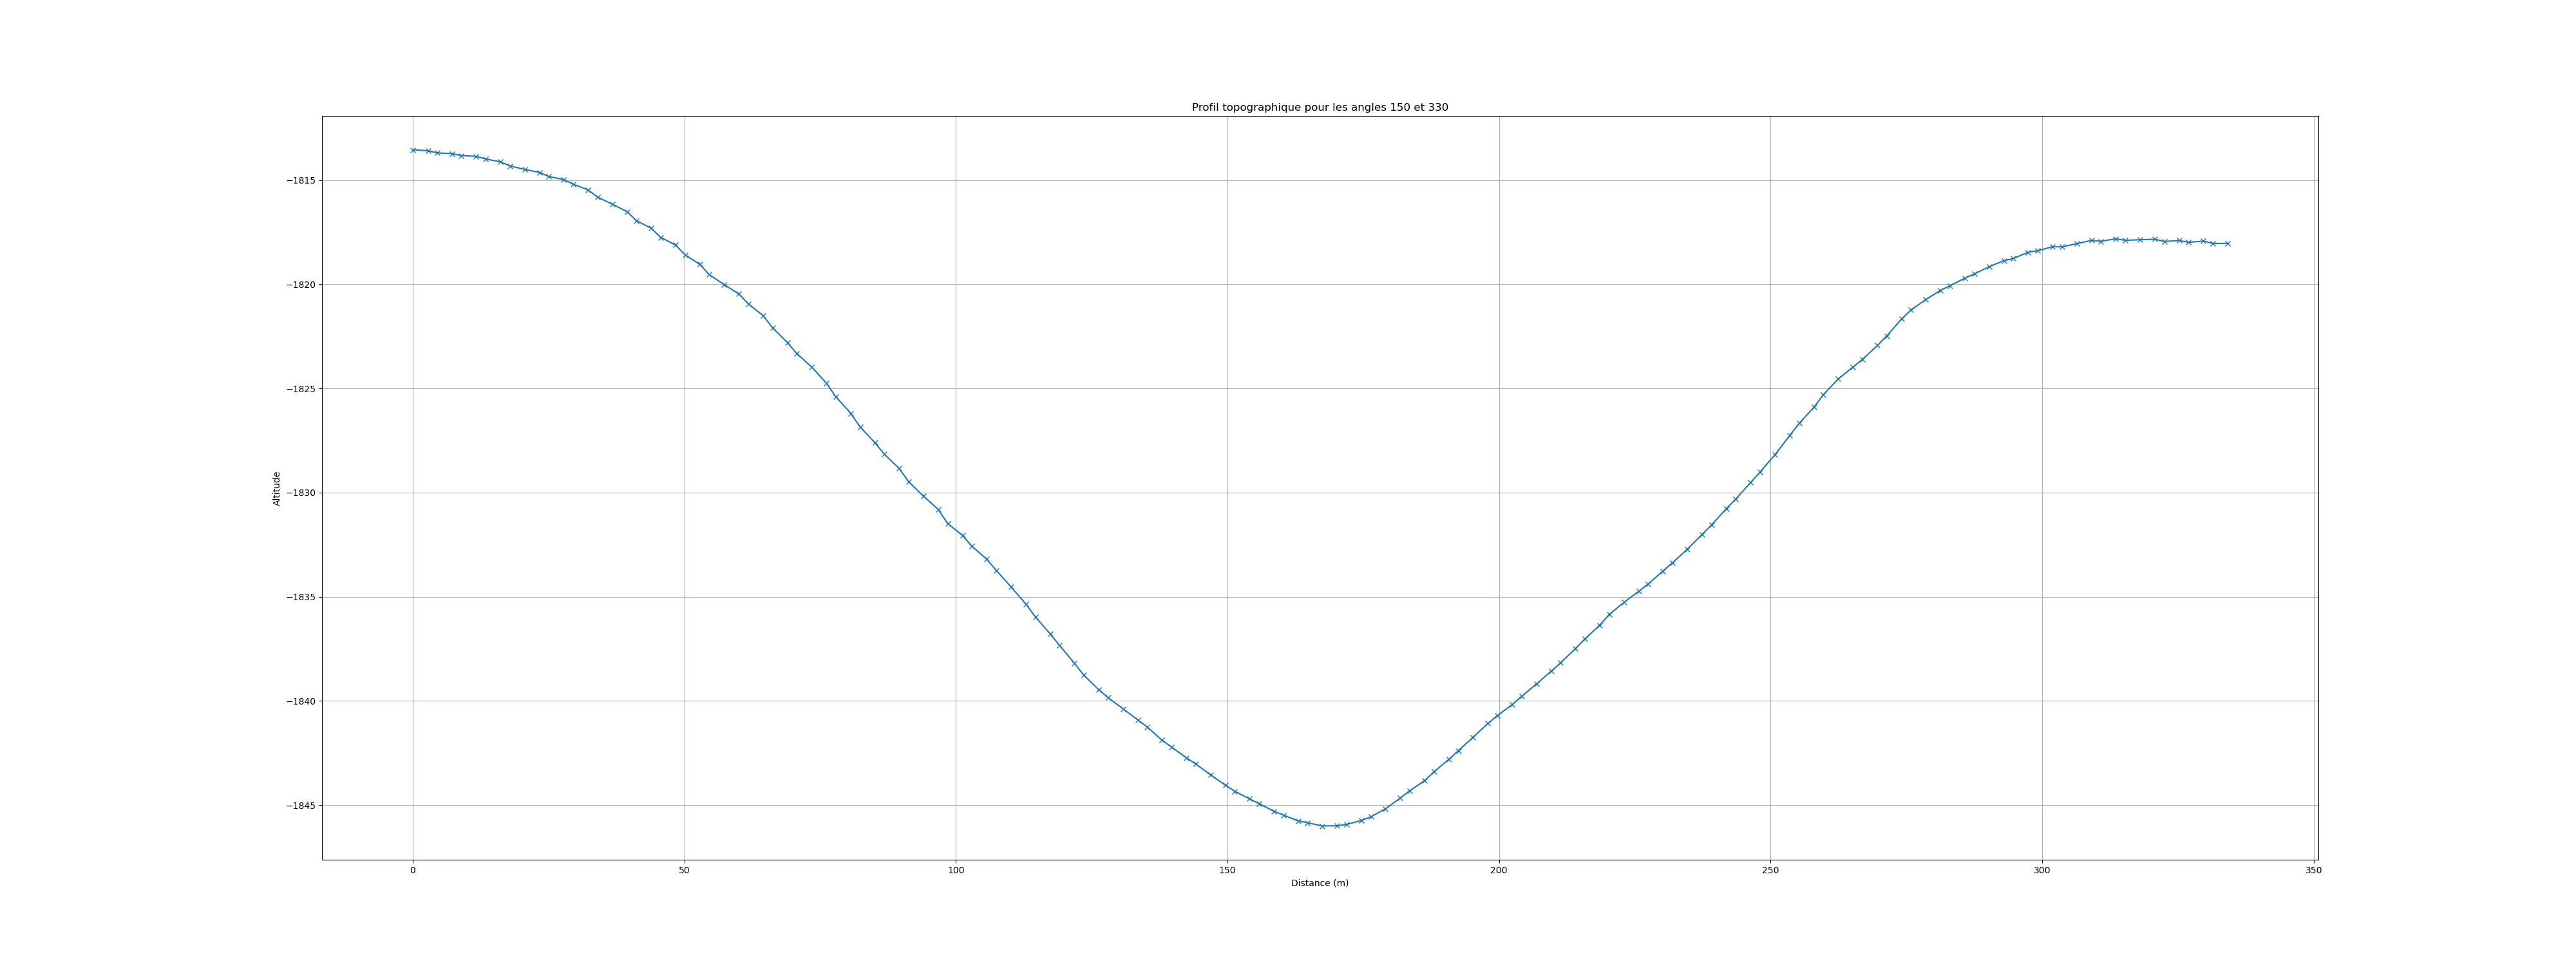 Profil topographique pour les angles 150 et 330
−1815
−1820
−1825
−1830
−1835
−1840
−1845
Altitude
0 50 100 150 200 250 300 350
Distance (m)